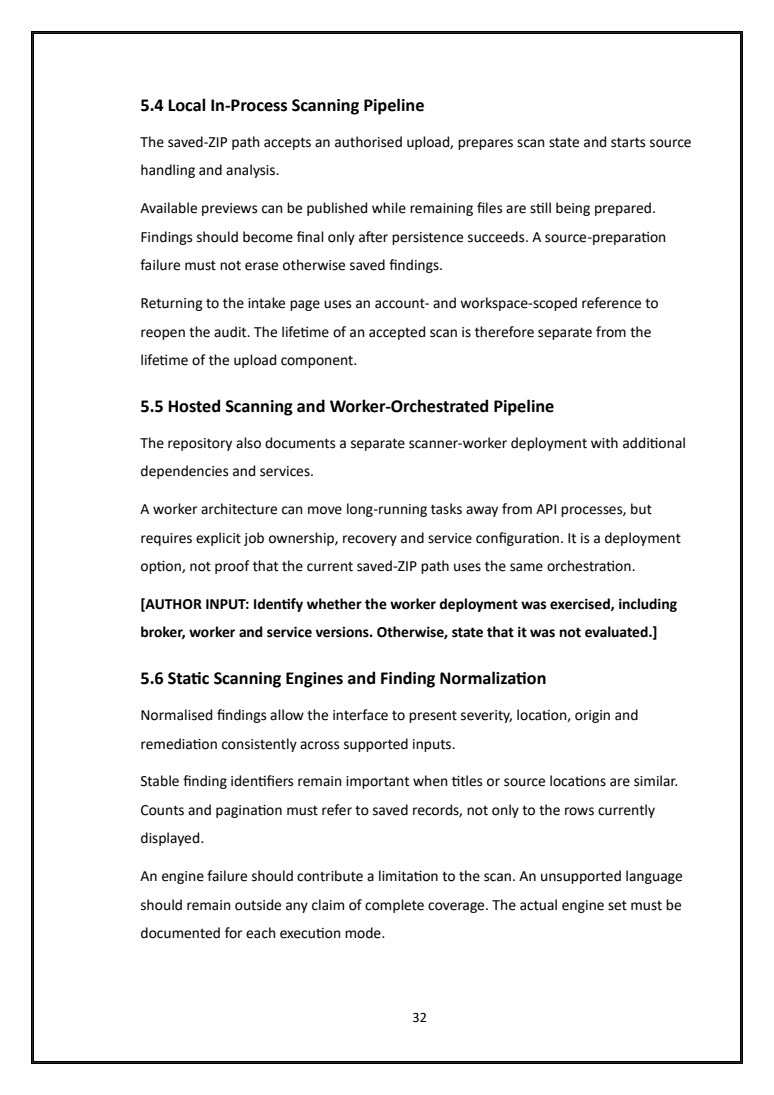 5.4 Local In-Process Scanning Pipeline
The saved-ZIP path accepts an authorised upload, prepares scan state and starts source
handling and analysis.
Available previews can be published while remaining files are still being prepared.
Findings should become final only after persistence succeeds. A source-preparation
failure must not erase otherwise saved findings.
Returning to the intake page uses an account- and workspace-scoped reference to
reopen the audit. The lifetime of an accepted scan is therefore separate from the
lifetime of the upload component.
5.5 Hosted Scanning and Worker-Orchestrated Pipeline
The repository also documents a separate scanner-worker deployment with additional
dependencies and services.
A worker architecture can move long-running tasks away from API processes, but
requires explicit job ownership, recovery and service configuration. It is a deployment
option, not proof that the current saved-ZIP path uses the same orchestration.
[AUTHOR INPUT: Identify whether the worker deployment was exercised, including
broker, worker and service versions. Otherwise, state that it was not evaluated.]
5.6 Static Scanning Engines and Finding Normalization
Normalised findings allow the interface to present severity, location, origin and
remediation consistently across supported inputs.
Stable finding identifiers remain important when titles or source locations are similar.
Counts and pagination must refer to saved records, not only to the rows currently
displayed.
An engine failure should contribute a limitation to the scan. An unsupported language
should remain outside any claim of complete coverage. The actual engine set must be
documented for each execution mode.
32